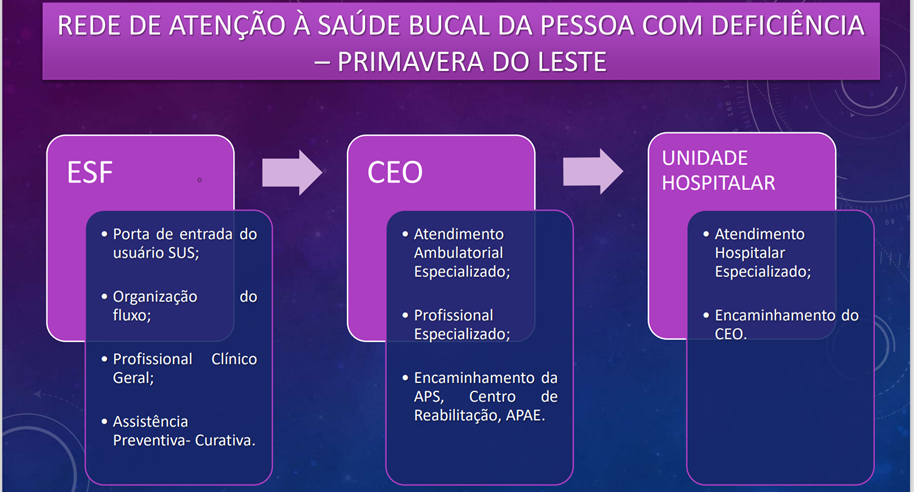 REDE DE ATENÇÃO À SAÚDE BUCAL DA PESSOA COM DEFICIÊNCIA
– PRIMAVERA DO LESTE
ESF
• Porta de entrada do
usuário SUS;
• Organização do
fluxo;
• Profissional Clínico
Geral;
• Assistência
Preventiva- Curativa.
CEO
• Atendimento
Ambulatorial
Especializado;
• Profissional
Especializado;
• Encaminhamento da
APS, Centro de
Reabilitação, APAE.
UNIDADE
HOSPITALAR
• Atendimento
Hospitalar
Especializado;
• Encaminhamento do
CEO.